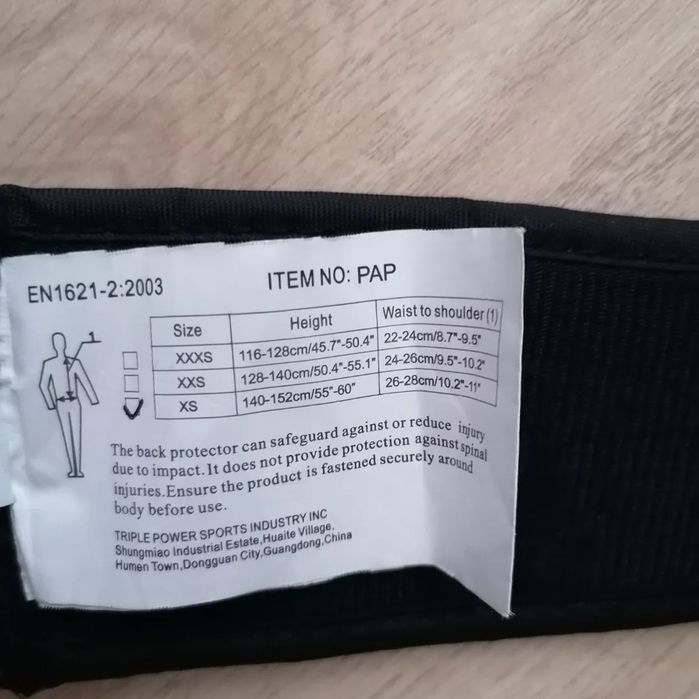 EN1621-2:2003
ITEM NO: PAP
1
Size Height Waist to shoulder(1)
XXXS 116-128cm/45.7"-50.4" 22-24cm/8.7"-9.5"
XXS 128-140cm/50.4"-55.1" 24-26cm/9.5"-10.2"
XS 140-152cm/55"-60" 26-28cm/10.2"-11"
The back protector can safeguard against or reduce injury
due to impact.It does not provide protection against spinal
injuries.Ensure the product is fastened securely around
body before use.
TRIPLE POWER SPORTS INDUSTRY INC
Shungmiao Industrial Estate,Huaite Village,
Humen Town,Dongguan City,Guangdong,China